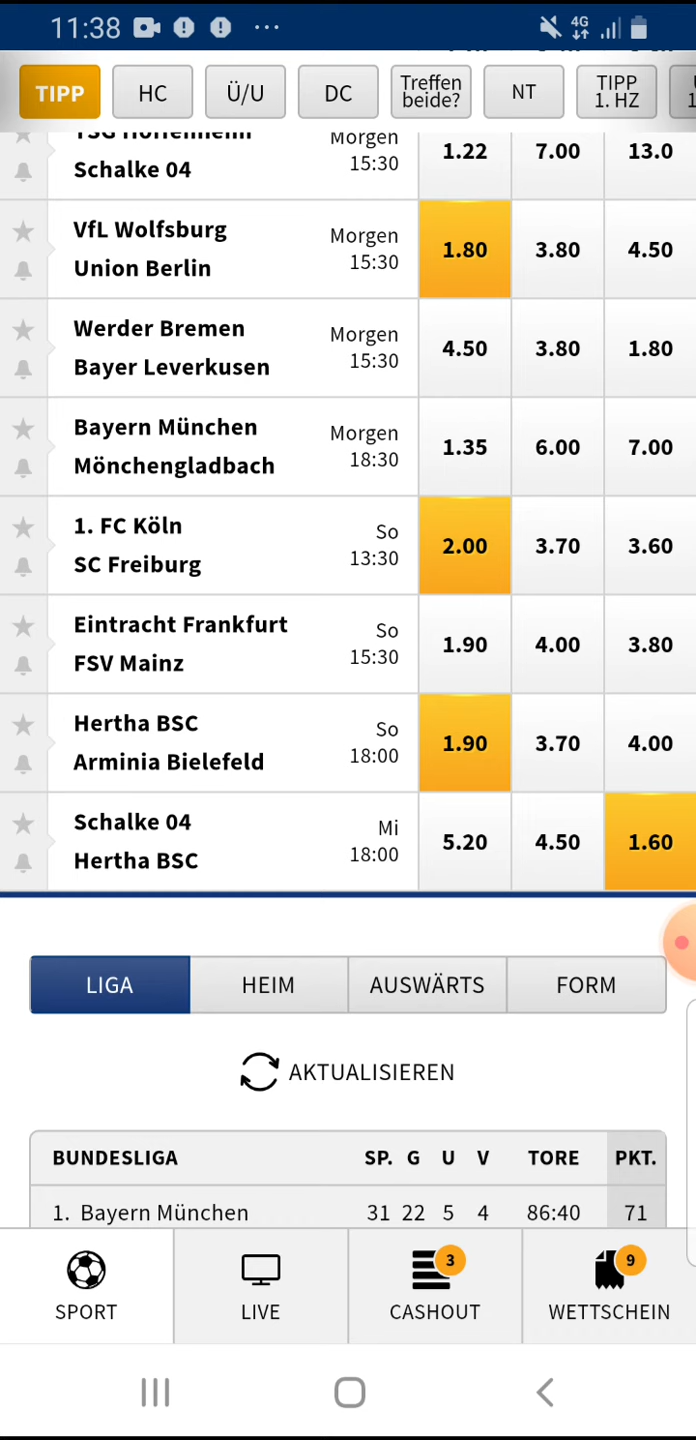 11:38 4G
TIPP HC Ü/U DC Treffen beide? NT TIPP 1. HZ
TSG Hoffenheim Morgen 1.22 7.00 13.0
Schalke 04 15:30
VfL Wolfsburg Morgen 1.80 3.80 4.50
Union Berlin 15:30
Werder Bremen Morgen 4.50 3.80 1.80
Bayer Leverkusen 15:30
Bayern München Morgen 1.35 6.00 7.00
Mönchengladbach 18:30
1. FC Köln So 2.00 3.70 3.60
SC Freiburg 13:30
Eintracht Frankfurt So 1.90 4.00 3.80
FSV Mainz 15:30
Hertha BSC So 1.90 3.70 4.00
Arminia Bielefeld 18:00
Schalke 04 Mi 5.20 4.50 1.60
Hertha BSC 18:00
LIGA HEIM AUSWÄRTS FORM
AKTUALISIEREN
BUNDESLIGA SP. G U V TORE PKT.
1. Bayern München 31 22 5 4 86:40 71
3 9
SPORT LIVE CASHOUT WETTSCHEIN